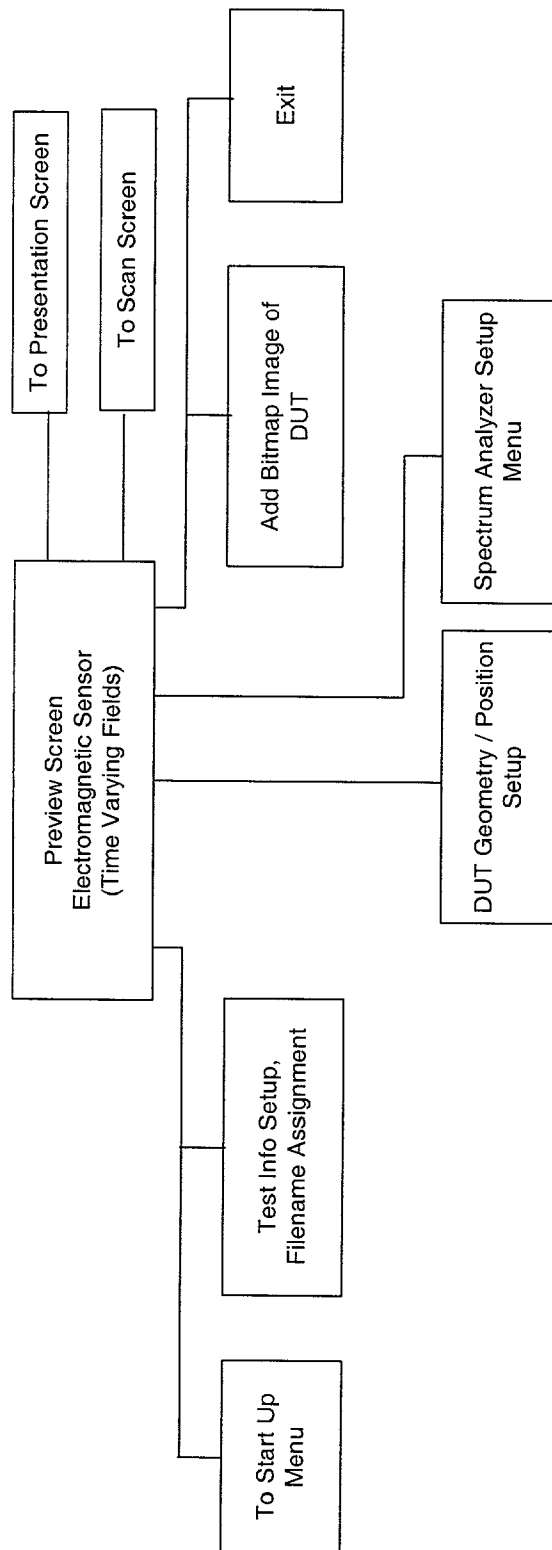 Preview Screen
Electromagnetic Sensor
(Time Varying Fields)
To Presentation Screen
To Scan Screen
To Start Up
Menu
Test Info Setup,
Filename Assignment
Add Bitmap Image of
DUT
Exit
DUT Geometry / Position
Setup
Spectrum Analyzer Setup
Menu